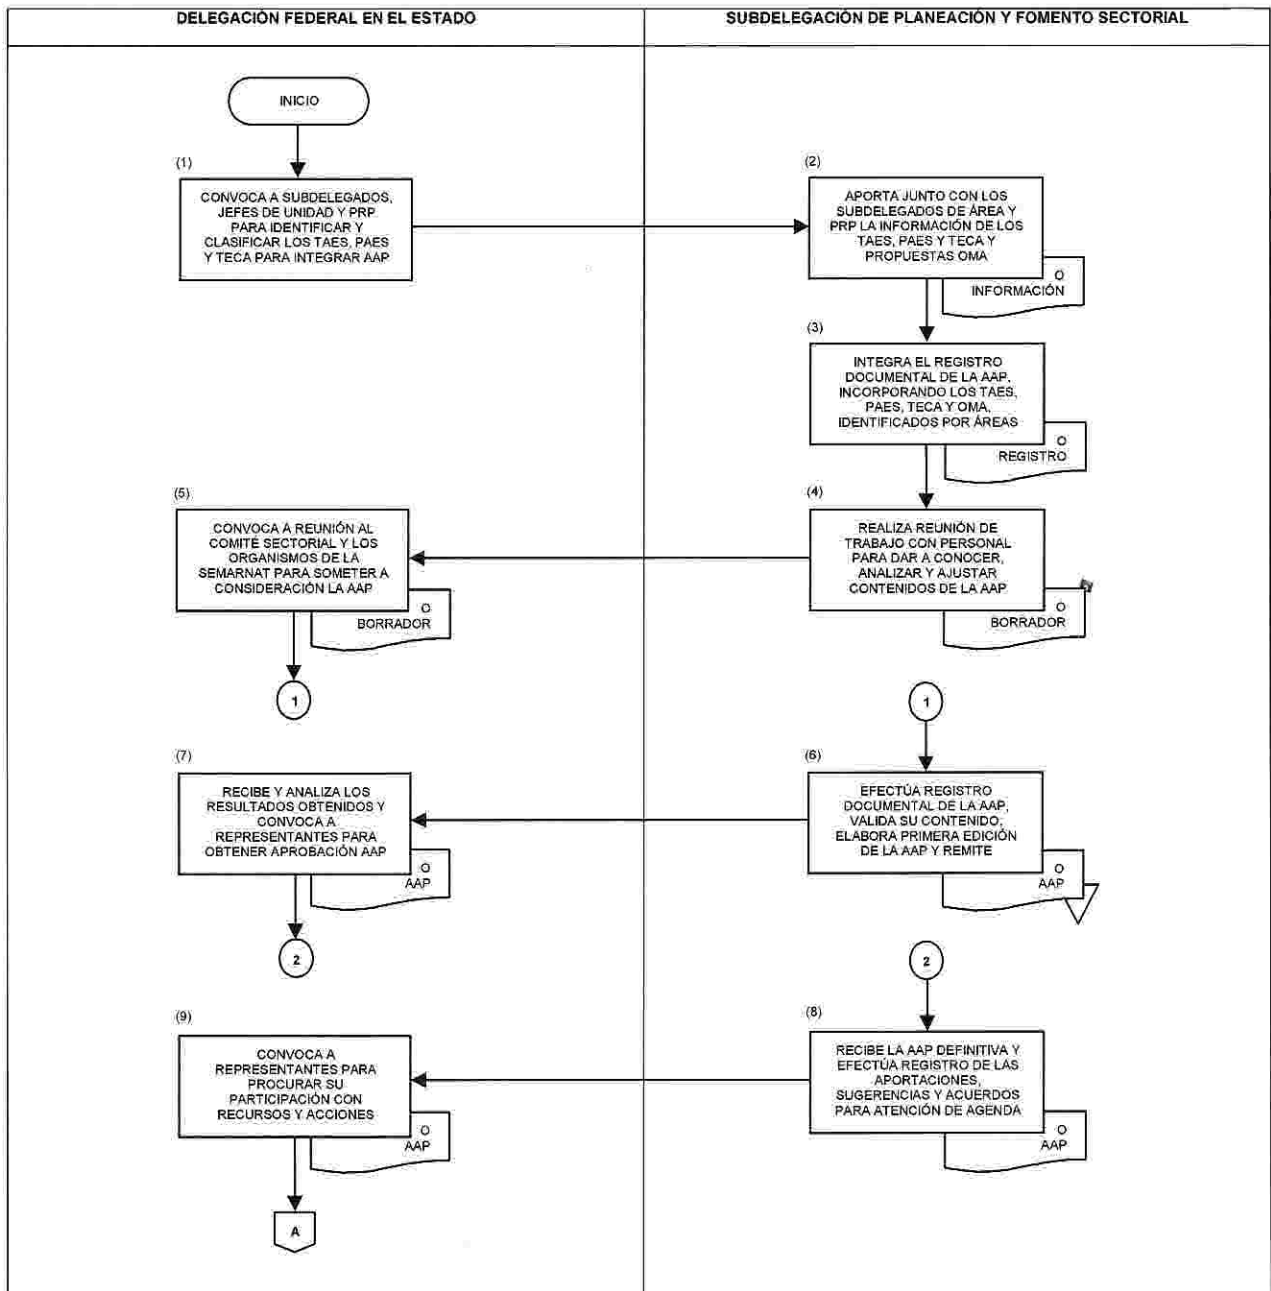 DELEGACIÓN FEDERAL EN EL ESTADO
SUBDELEGACIÓN DE PLANEACIÓN Y FOMENTO SECTORIAL
INICIO
(1)
CONVOCA A SUBDELEGADOS,
JEFES DE UNIDAD Y PRP
PARA IDENTIFICAR Y
CLASIFICAR LOS TAES, PAES
Y TECA PARA INTEGRAR AAP
(2)
APORTA JUNTO CON LOS
SUBDELEGADOS DE ÁREA Y
PRP LA INFORMACIÓN DE LOS
TAES, PAES Y TECA Y
PROPUESTAS OMA
O
INFORMACIÓN
(3)
INTEGRA EL REGISTRO
DOCUMENTAL DE LA AAP,
INCORPORANDO LOS TAES,
PAES, TECA Y OMA,
IDENTIFICADOS POR ÁREAS
O
REGISTRO
(4)
REALIZA REUNIÓN DE
TRABAJO CON PERSONAL
PARA DAR A CONOCER,
ANALIZAR Y AJUSTAR
CONTENIDOS DE LA AAP
O
BORRADOR
(5)
CONVOCA A REUNIÓN AL
COMITÉ SECTORIAL Y LOS
ORGANISMOS DE LA
SEMARNAT PARA SOMETER A
CONSIDERACIÓN LA AAP
O
BORRADOR
1
1
(6)
EFECTÚA REGISTRO
DOCUMENTAL DE LA AAP,
VALIDA SU CONTENIDO,
ELABORA PRIMERA EDICIÓN
DE LA AAP Y REMITE
O
AAP
(7)
RECIBE Y ANALIZA LOS
RESULTADOS OBTENIDOS Y
CONVOCA A
REPRESENTANTES PARA
OBTENER APROBACIÓN AAP
O
AAP
2
2
(8)
RECIBE LA AAP DEFINITIVA Y
EFECTÚA REGISTRO DE LAS
APORTACIONES,
SUGERENCIAS Y ACUERDOS
PARA ATENCIÓN DE AGENDA
O
AAP
(9)
CONVOCA A
REPRESENTANTES PARA
PROCURAR SU
PARTICIPACIÓN CON
RECURSOS Y ACCIONES
O
AAP
A